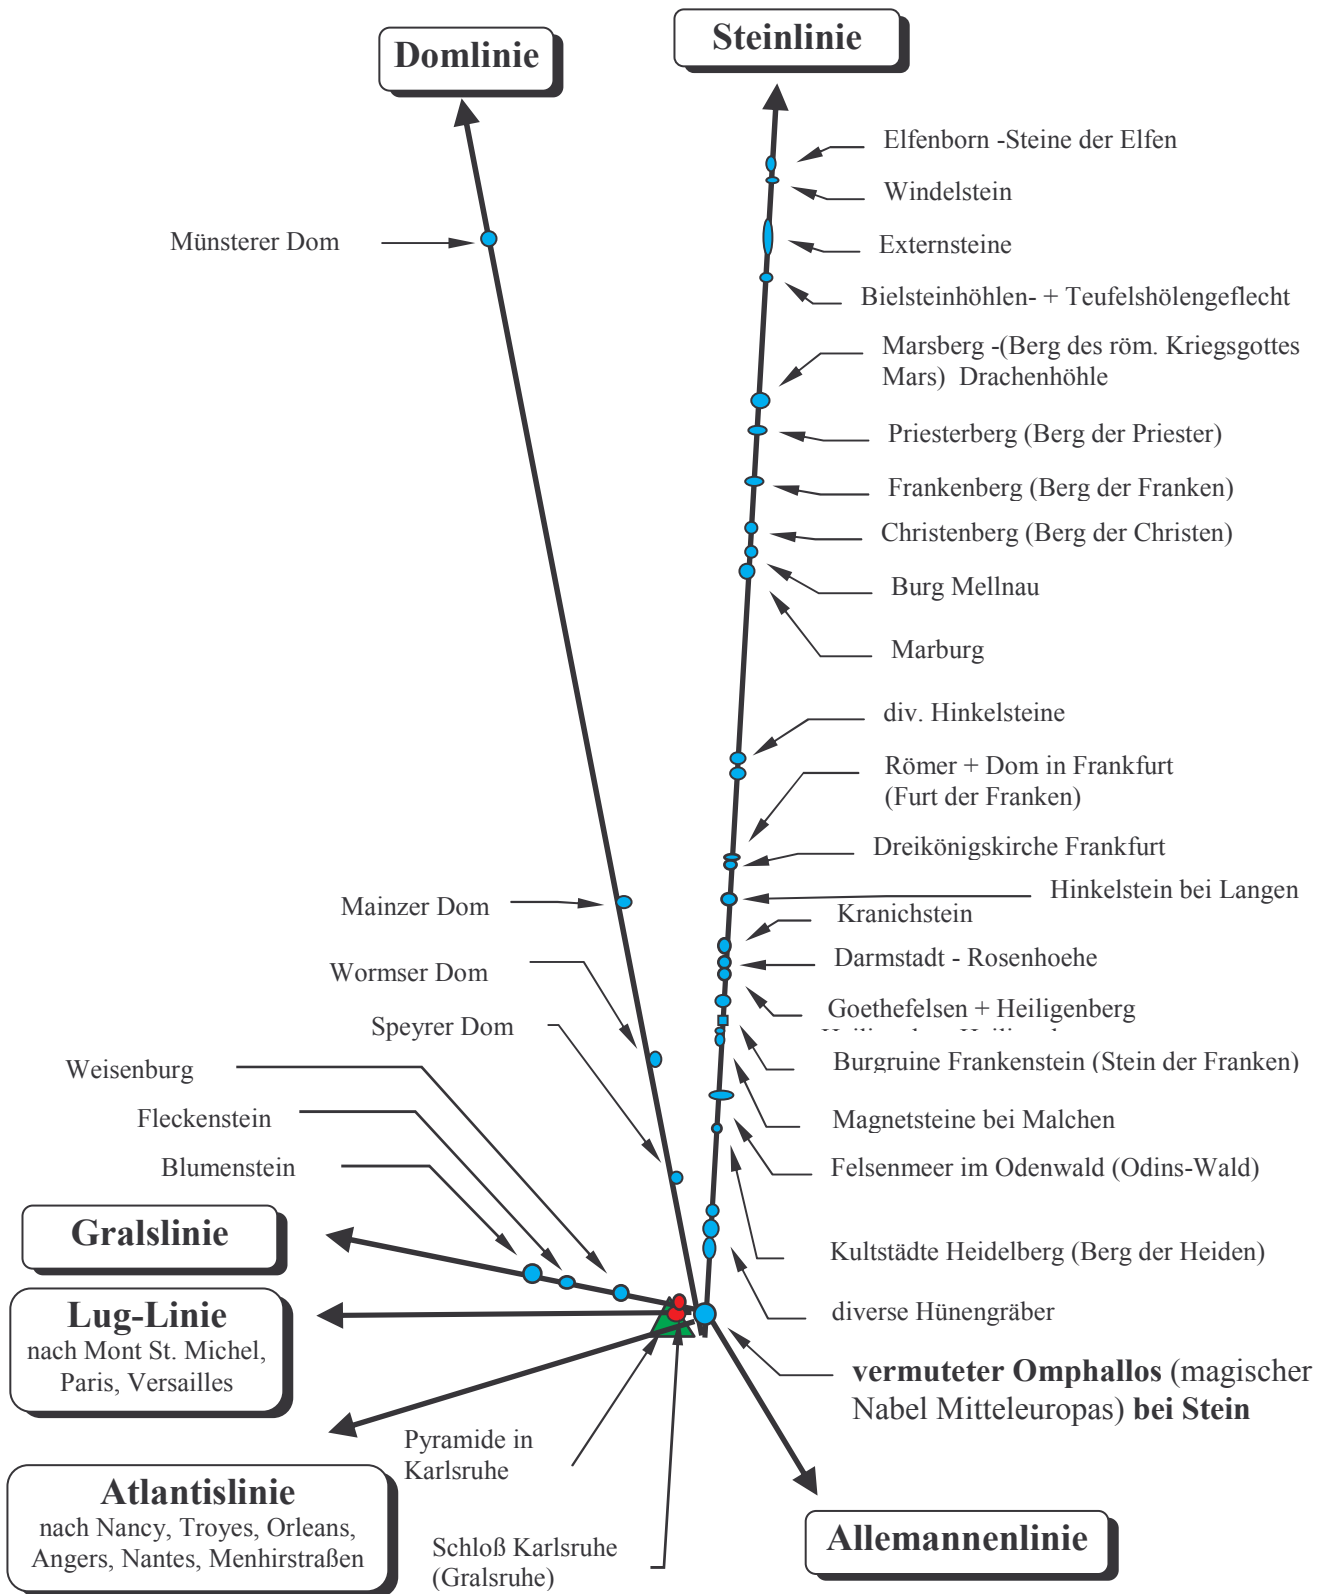 Domlinie
Steinlinie
Elfenborn -Steine der Elfen
Windelstein
Münsterer Dom
Externsteine
Bielsteinhöhlen- + Teufelshölengeflecht
Marsberg -(Berg des röm. Kriegsgottes
Mars)  Drachenhöhle
Priesterberg (Berg der Priester)
Frankenberg (Berg der Franken)
Christenberg (Berg der Christen)
Burg Mellnau
Marburg
div. Hinkelsteine
Römer + Dom in Frankfurt
(Furt der Franken)
Dreikönigskirche Frankfurt
Hinkelstein bei Langen
Mainzer Dom
Kranichstein
Darmstadt - Rosenhoehe
Wormser Dom
Goethefelsen + Heiligenberg
Speyrer Dom
Burgruine Frankenstein (Stein der Franken)
Weisenburg
Fleckenstein
Magnetsteine bei Malchen
Blumenstein
Felsenmeer im Odenwald (Odins-Wald)
Gralslinie
Kultstädte Heidelberg (Berg der Heiden)
Lug-Linie
nach Mont St. Michel,
Paris, Versailles
diverse Hünengräber
vermuteter Omphallos (magischer
Nabel Mitteleuropas) bei Stein
Pyramide in
Karlsruhe
Atlantislinie
nach Nancy, Troyes, Orleans,
Angers, Nantes, Menhirstraßen
Schloß Karlsruhe
(Gralsruhe)
Allemannenlinie